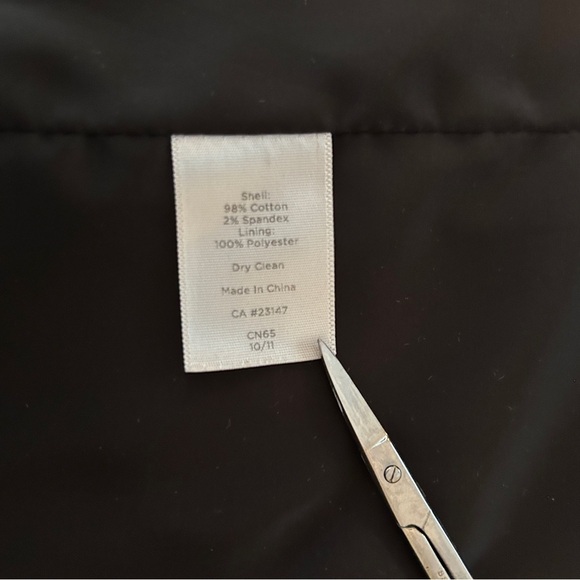 Shell:
98% Cotton
2% Spandex
Lining:
100% Polyester
Dry Clean
Made In China
CA #23147
CN65
10/11